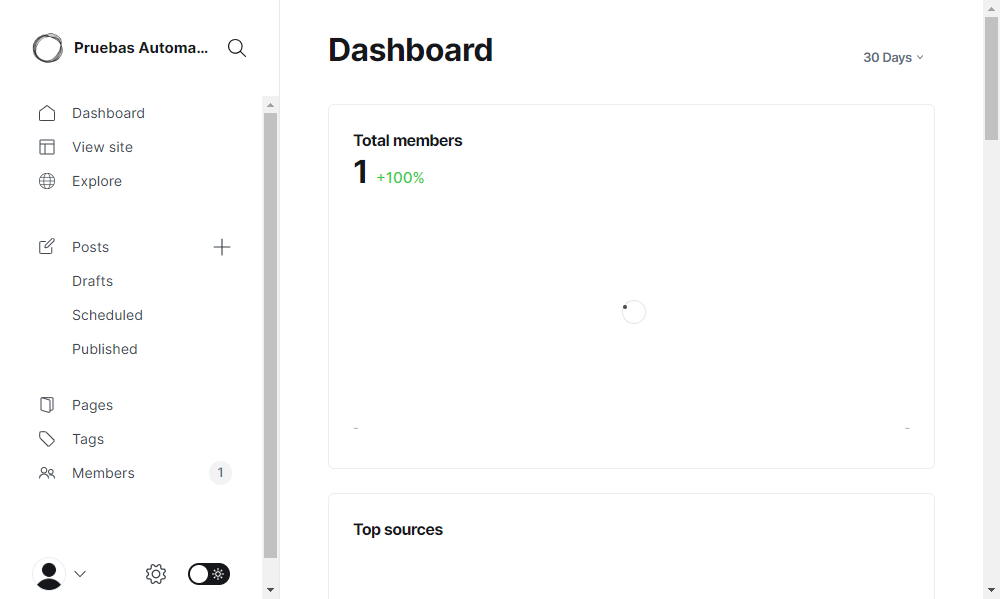 Pruebas Automa...
Dashboard
View site
Explore
Posts
Drafts
Scheduled
Published
Pages
Tags
Members 1
Dashboard
30 Days
Total members
1 +100%
- -
Top sources